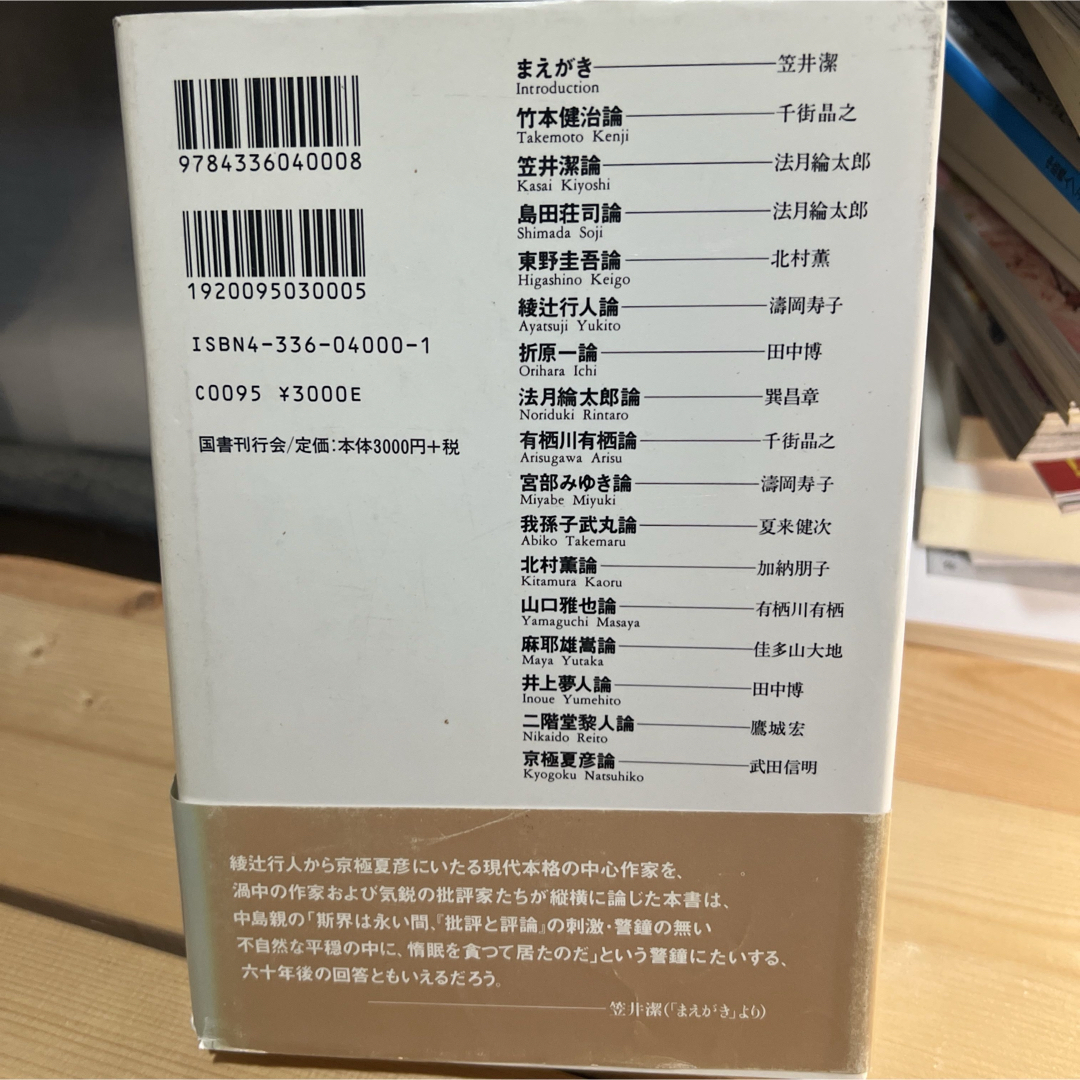 9784336040008
1920095030005
ISBN4-336-04000-1
C0095 ¥3000E
国書刊行会/定価:本体3000円+税
まえがき――笠井潔
Introduction
竹本健治論――千街晶之
Takemoto Kenji
笠井潔論――法月綸太郎
Kasai Kiyoshi
島田荘司論――法月綸太郎
Shimada Soji
東野圭吾論――北村薫
Higashino Keigo
綾辻行人論――濤岡寿子
Ayatsuji Yukito
折原一論――田中博
Orihara Ichi
法月綸太郎論――巽昌章
Noriduki Rintaro
有栖川有栖論――千街晶之
Arisugawa Arisu
宮部みゆき論――濤岡寿子
Miyabe Miyuki
我孫子武丸論――夏来健次
Abiko Takemaru
北村薫論――加納朋子
Kitamura Kaoru
山口雅也論――有栖川有栖
Yamaguchi Masaya
麻耶雄嵩論――佳多山大地
Maya Yutaka
井上夢人論――田中博
Inoue Yumehito
二階堂黎人論――鷹城宏
Nikaido Reito
京極夏彦論――武田信明
Kyogoku Natsuhiko
綾辻行人から京極夏彦にいたる現代本格の中心作家を、
渦中の作家および気鋭の批評家たちが縦横に論じた本書は、
中島親の「斯界は永い間、『批評と評論』の刺激・警鐘の無い
不自然な平穏の中に、惰眠を貪つて居たのだ」という警鐘にたいする、
六十年後の回答ともいえるだろう。
――笠井潔(「まえがき」より)